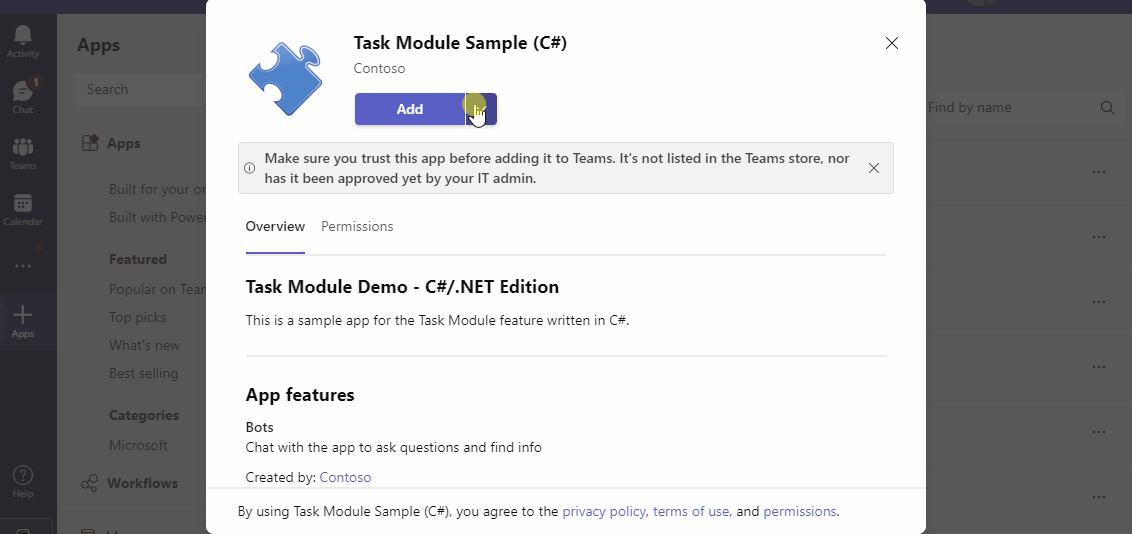 Activity
Chat
1
Teams
Calendar
Apps
Help
Apps
Search
Apps
Built for your or
Built with Power
Featured
Popular on Tean
Top picks
What's new
Best selling
Categories
Microsoft
Workflows
Task Module Sample (C#)
Contoso
Add
Make sure you trust this app before adding it to Teams. It's not listed in the Teams store, nor
has it been approved yet by your IT admin.
Overview
Permissions
Task Module Demo - C#/.NET Edition
This is a sample app for the Task Module feature written in C#.
App features
Bots
Chat with the app to ask questions and find info
Created by: Contoso
By using Task Module Sample (C#), you agree to the privacy policy, terms of use, and permissions.
Find by name